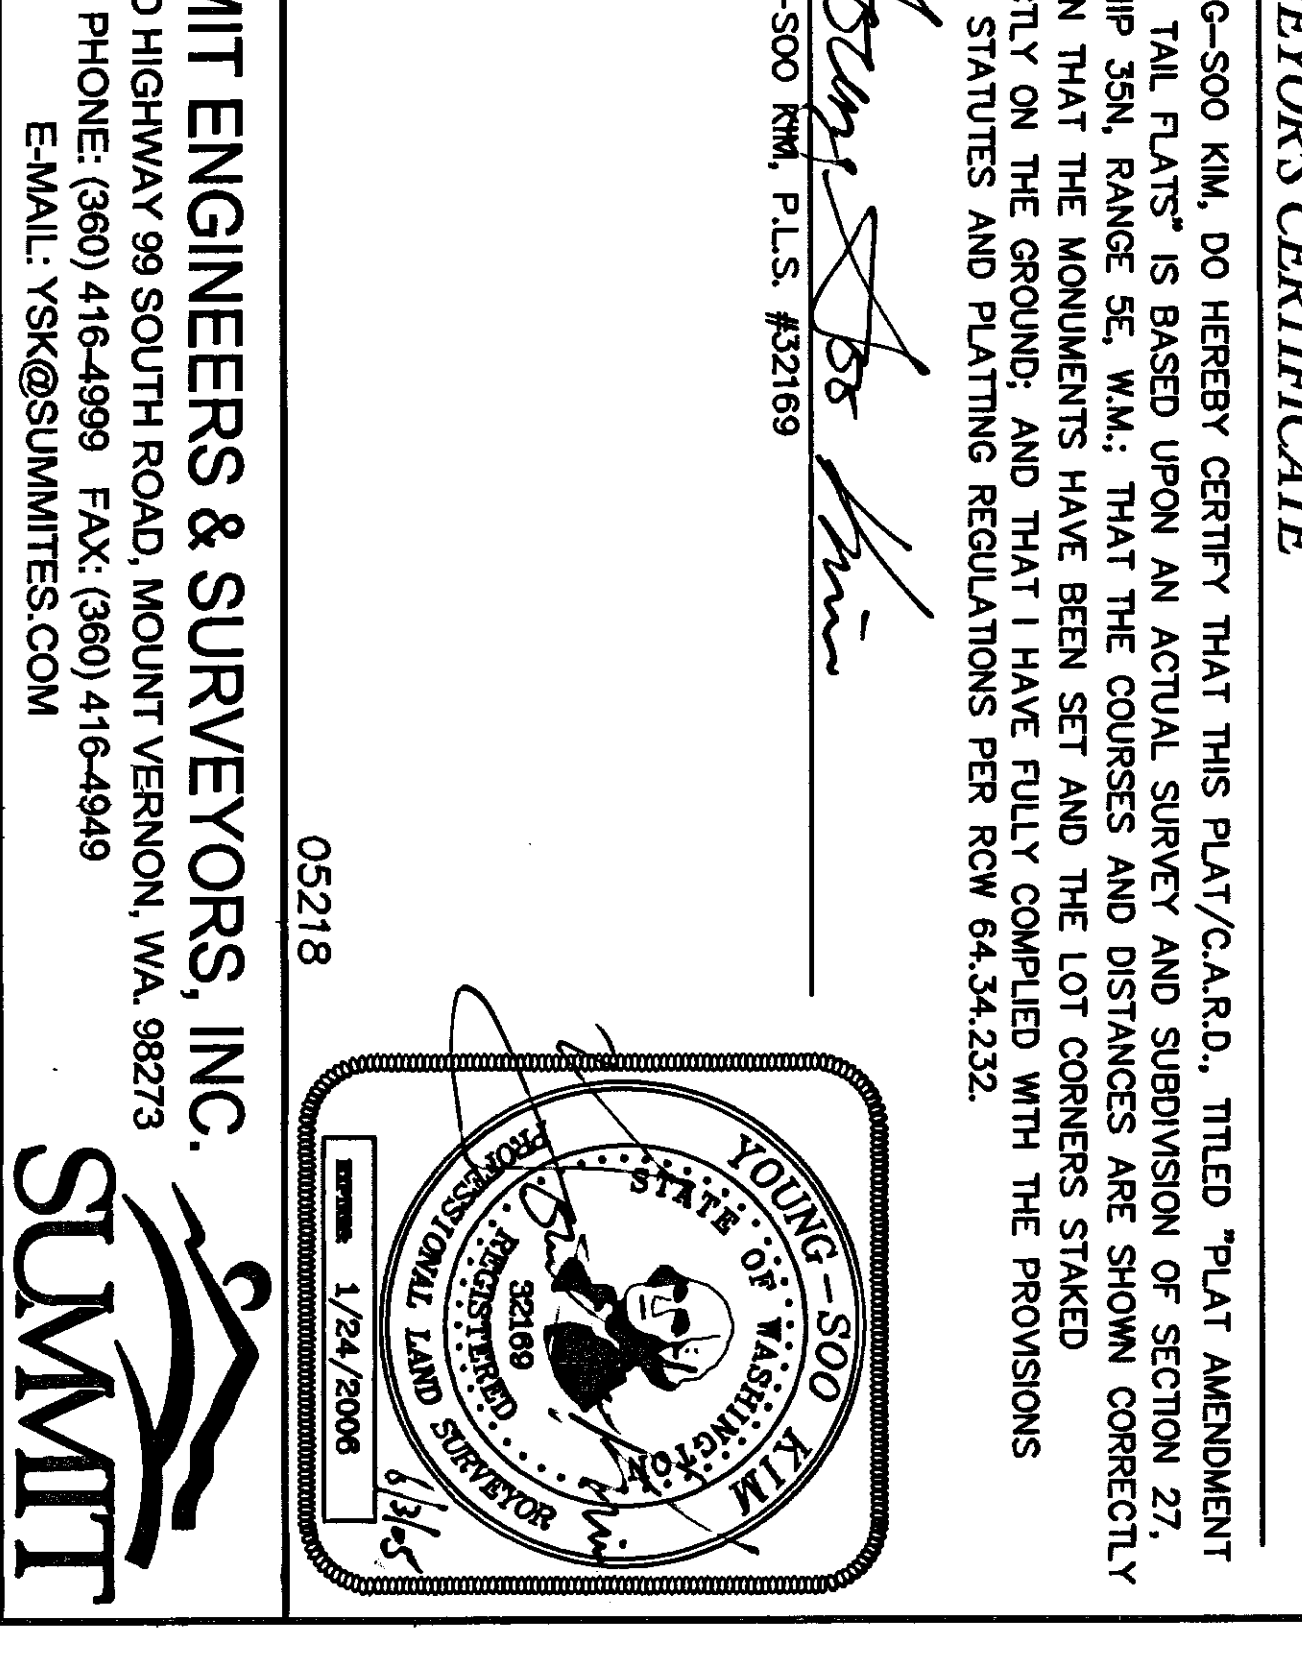 EYOR'S CERTIFICATE
G-SOO KIM, DO HEREBY CERTIFY THAT THIS PLAT/C.A.R.D., TITLED "PLAT AMENDMENT
TAIL FLATS" IS BASED UPON AN ACTUAL SURVEY AND SUBDIVISION OF SECTION 27,
HIP 35N, RANGE 5E, W.M.; THAT THE COURSES AND DISTANCES ARE SHOWN CORRECTLY
N THAT THE MONUMENTS HAVE BEEN SET AND THE LOT CORNERS STAKED
CTLY ON THE GROUND; AND THAT I HAVE FULLY COMPLIED WITH THE PROVISIONS
STATUTES AND PLATTING REGULATIONS PER RCW 64.34.232.
Young Soo Kim
-SOO KIM, P.L.S. #32169
YOUNG-SOO KIM
STATE OF WASHINGTON
32169
REGISTERED
PROFESSIONAL LAND SURVEYOR
EXPIRES 1/24/2006
6/3/05
05218
MIT ENGINEERS & SURVEYORS, INC.
D HIGHWAY 99 SOUTH ROAD, MOUNT VERNON, WA. 98273
PHONE: (360) 416-4999 FAX: (360) 416-4949
E-MAIL: YSK@SUMMITES.COM
SUMMIT